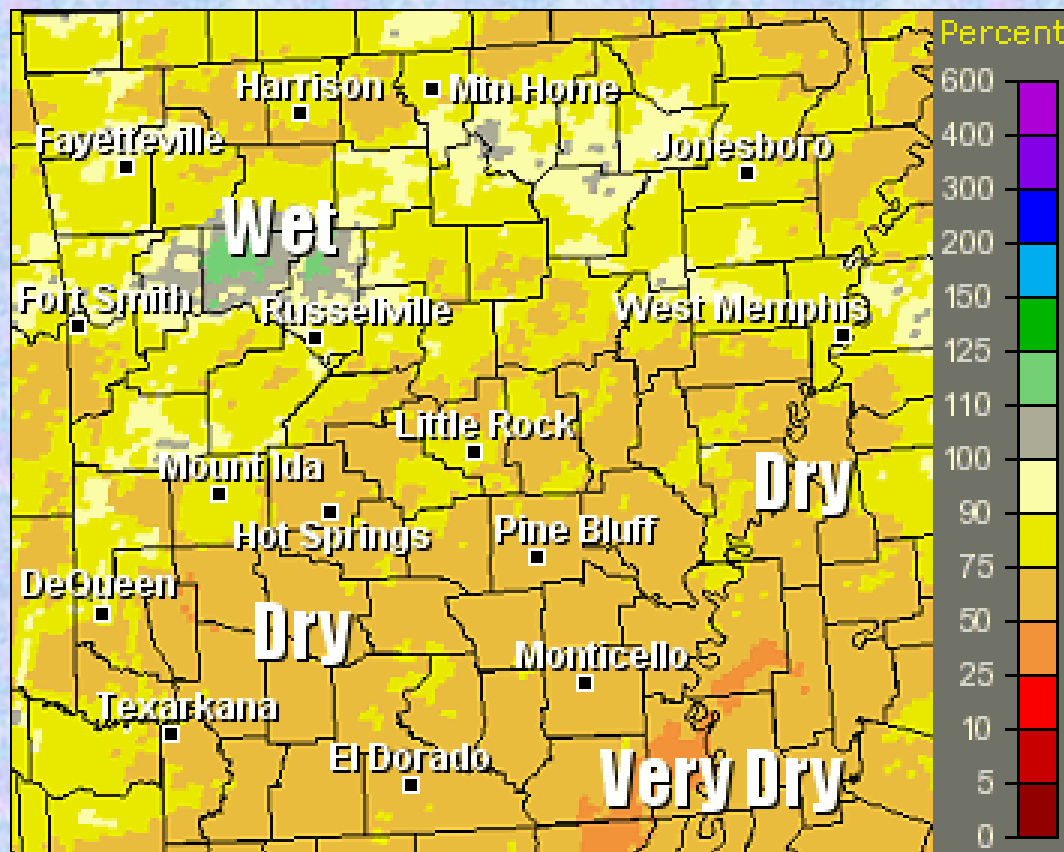 Percent
600
Harrison
Mtn Home
400
Fayetteville
Jonesboro
300
Wet
200
Fort Smith
Russellville
West Memphis
150
125
110
Little Rock
100
Mount Ida
Dry
90
Hot Springs
Pine Bluff
75
DeQueen
50
Dry
Monticello
25
Texarkana
10
El Dorado
Very Dry
5
0